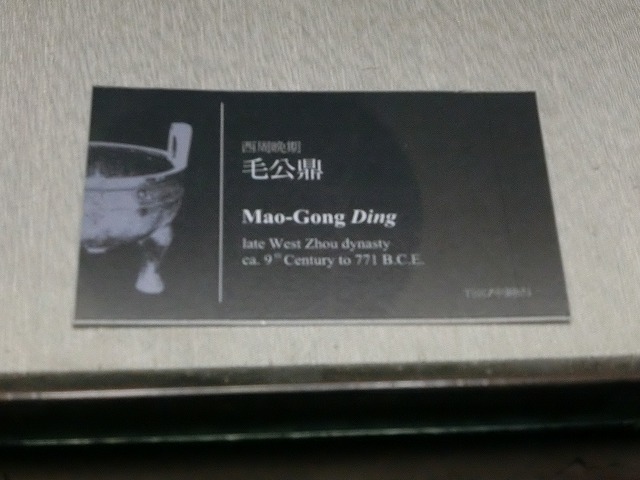 西周晚期
毛公鼎
Mao-Gong Ding
late West Zhou dynasty
ca. 9th Century to 771 B.C.E.